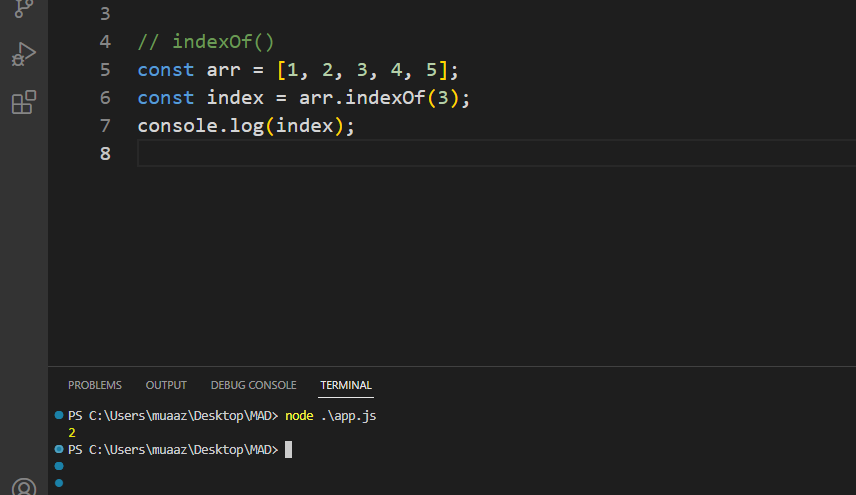 3
4 // indexOf()
5 const arr = [1, 2, 3, 4, 5];
6 const index = arr.indexOf(3);
7 console.log(index);
8
PROBLEMS OUTPUT DEBUG CONSOLE TERMINAL
PS C:\Users\muaaz\Desktop\MAD> node .\app.js
2
PS C:\Users\muaaz\Desktop\MAD>